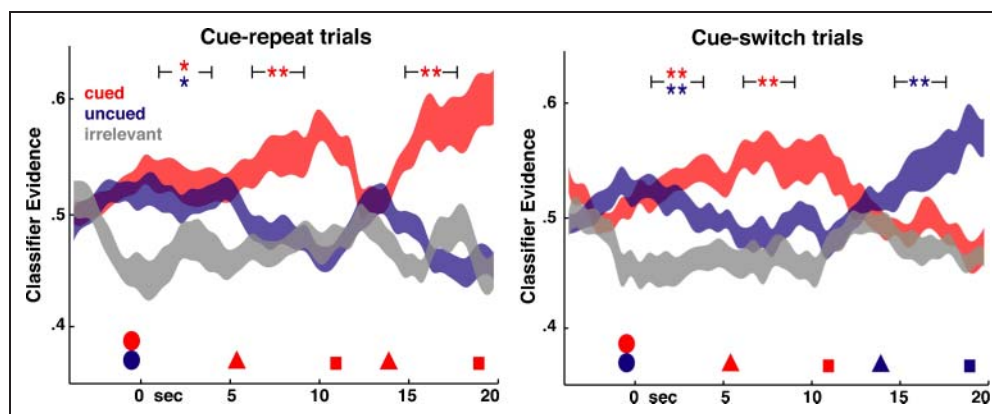 Cue-repeat trials
Classifier Evidence
.6
.5
.4
cued
uncued
irrelevant
*
*
**
**
0 sec 5 10 15 20
Cue-switch trials
Classifier Evidence
.6
.5
.4
**
**
**
**
0 sec 5 10 15 20